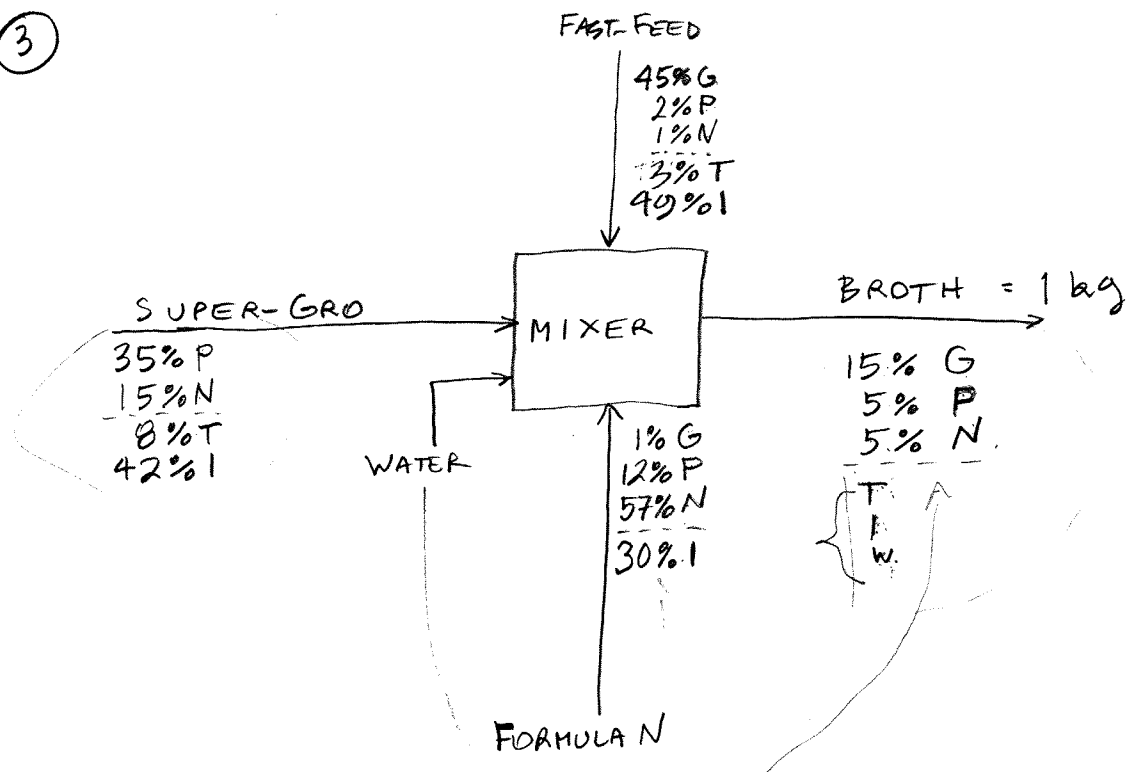 3
FAST-FEED
45% G
2% P
1% N
3% T
49% I
SUPER-GRO
35% P
15% N
8% T
42% I
WATER
MIXER
BROTH = 1 kg
15% G
5% P
5% N
T
I
W.
1% G
12% P
57% N
30% I
FORMULA N